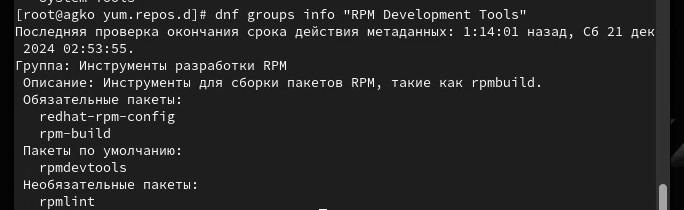 [root@agko yum.repos.d]# dnf groups info "RPM Development Tools"
Последняя проверка окончания срока действия метаданных: 1:14:01 назад, Сб 21 дек
2024 02:53:55.
Группа: Инструменты разработки RPM
Описание: Инструменты для сборки пакетов RPM, такие как rpmbuild.
Обязательные пакеты:
redhat-rpm-config
rpm-build
Пакеты по умолчанию:
rpmdevtools
Необязательные пакеты:
rpmlint